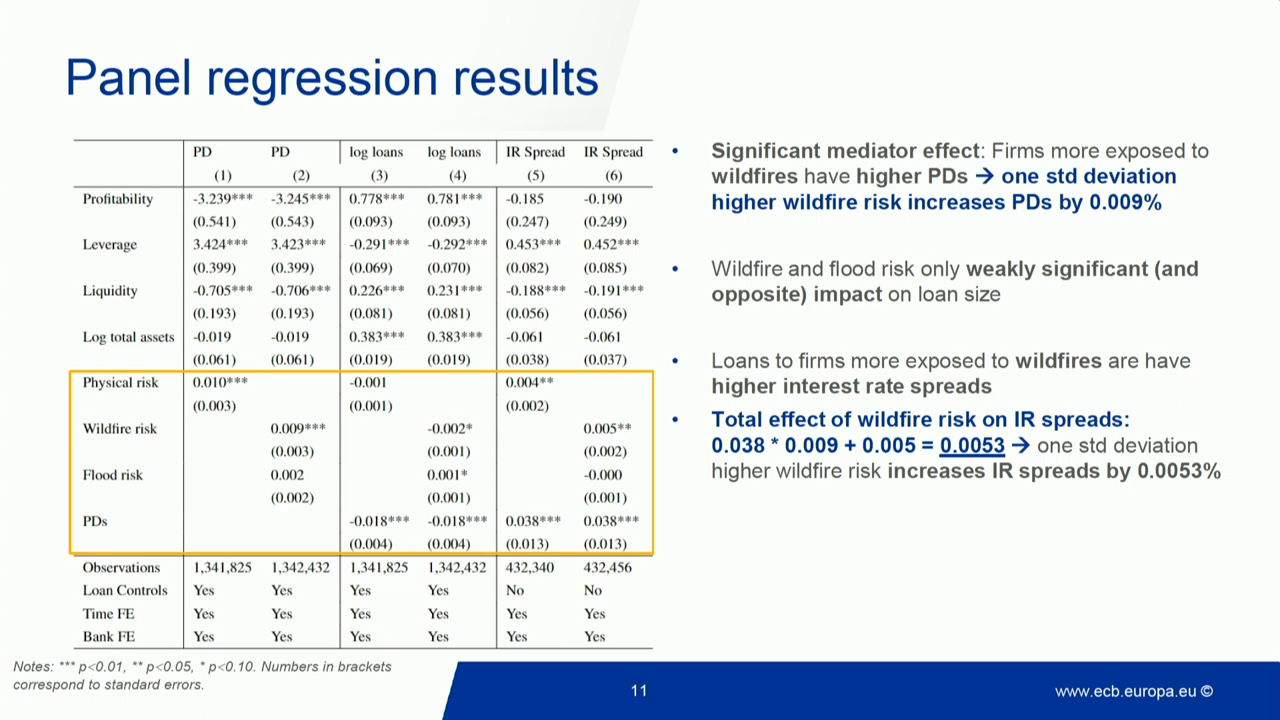 Panel regression results
PD PD log loans log loans IR Spread IR Spread
(1) (2) (3) (4) (5) (6)
Profitability -3.239*** -3.245*** 0.778*** 0.781*** -0.185 -0.190
(0.541) (0.543) (0.093) (0.093) (0.247) (0.249)
Leverage 3.424*** 3.423*** -0.291*** -0.292*** 0.453*** 0.452***
(0.399) (0.399) (0.069) (0.070) (0.082) (0.085)
Liquidity -0.705*** -0.706*** 0.226*** 0.231*** -0.188*** -0.191***
(0.193) (0.193) (0.081) (0.081) (0.056) (0.056)
Log total assets -0.019 -0.019 0.383*** 0.383*** -0.061 -0.061
(0.061) (0.061) (0.019) (0.019) (0.038) (0.037)
Physical risk 0.010*** -0.001 0.004**
(0.003) (0.001) (0.002)
Wildfire risk 0.009*** -0.002* 0.005**
(0.003) (0.001) (0.002)
Flood risk 0.002 0.001* -0.000
(0.002) (0.001) (0.001)
PDs -0.018*** -0.018*** 0.038*** 0.038***
(0.004) (0.004) (0.013) (0.013)
Observations 1,341,825 1,342,432 1,341,825 1,342,432 432,340 432,456
Loan Controls Yes Yes Yes Yes No No
Time FE Yes Yes Yes Yes Yes Yes
Bank FE Yes Yes Yes Yes Yes Yes
Notes: *** p<0.01, ** p<0.05, * p<0.10. Numbers in brackets
correspond to standard errors.
• Significant mediator effect: Firms more exposed to
wildfires have higher PDs → one std deviation
higher wildfire risk increases PDs by 0.009%
• Wildfire and flood risk only weakly significant (and
opposite) impact on loan size
• Loans to firms more exposed to wildfires are have
higher interest rate spreads
• Total effect of wildfire risk on IR spreads:
0.038 * 0.009 + 0.005 = 0.0053 → one std deviation
higher wildfire risk increases IR spreads by 0.0053%
11
www.ecb.europa.eu ©